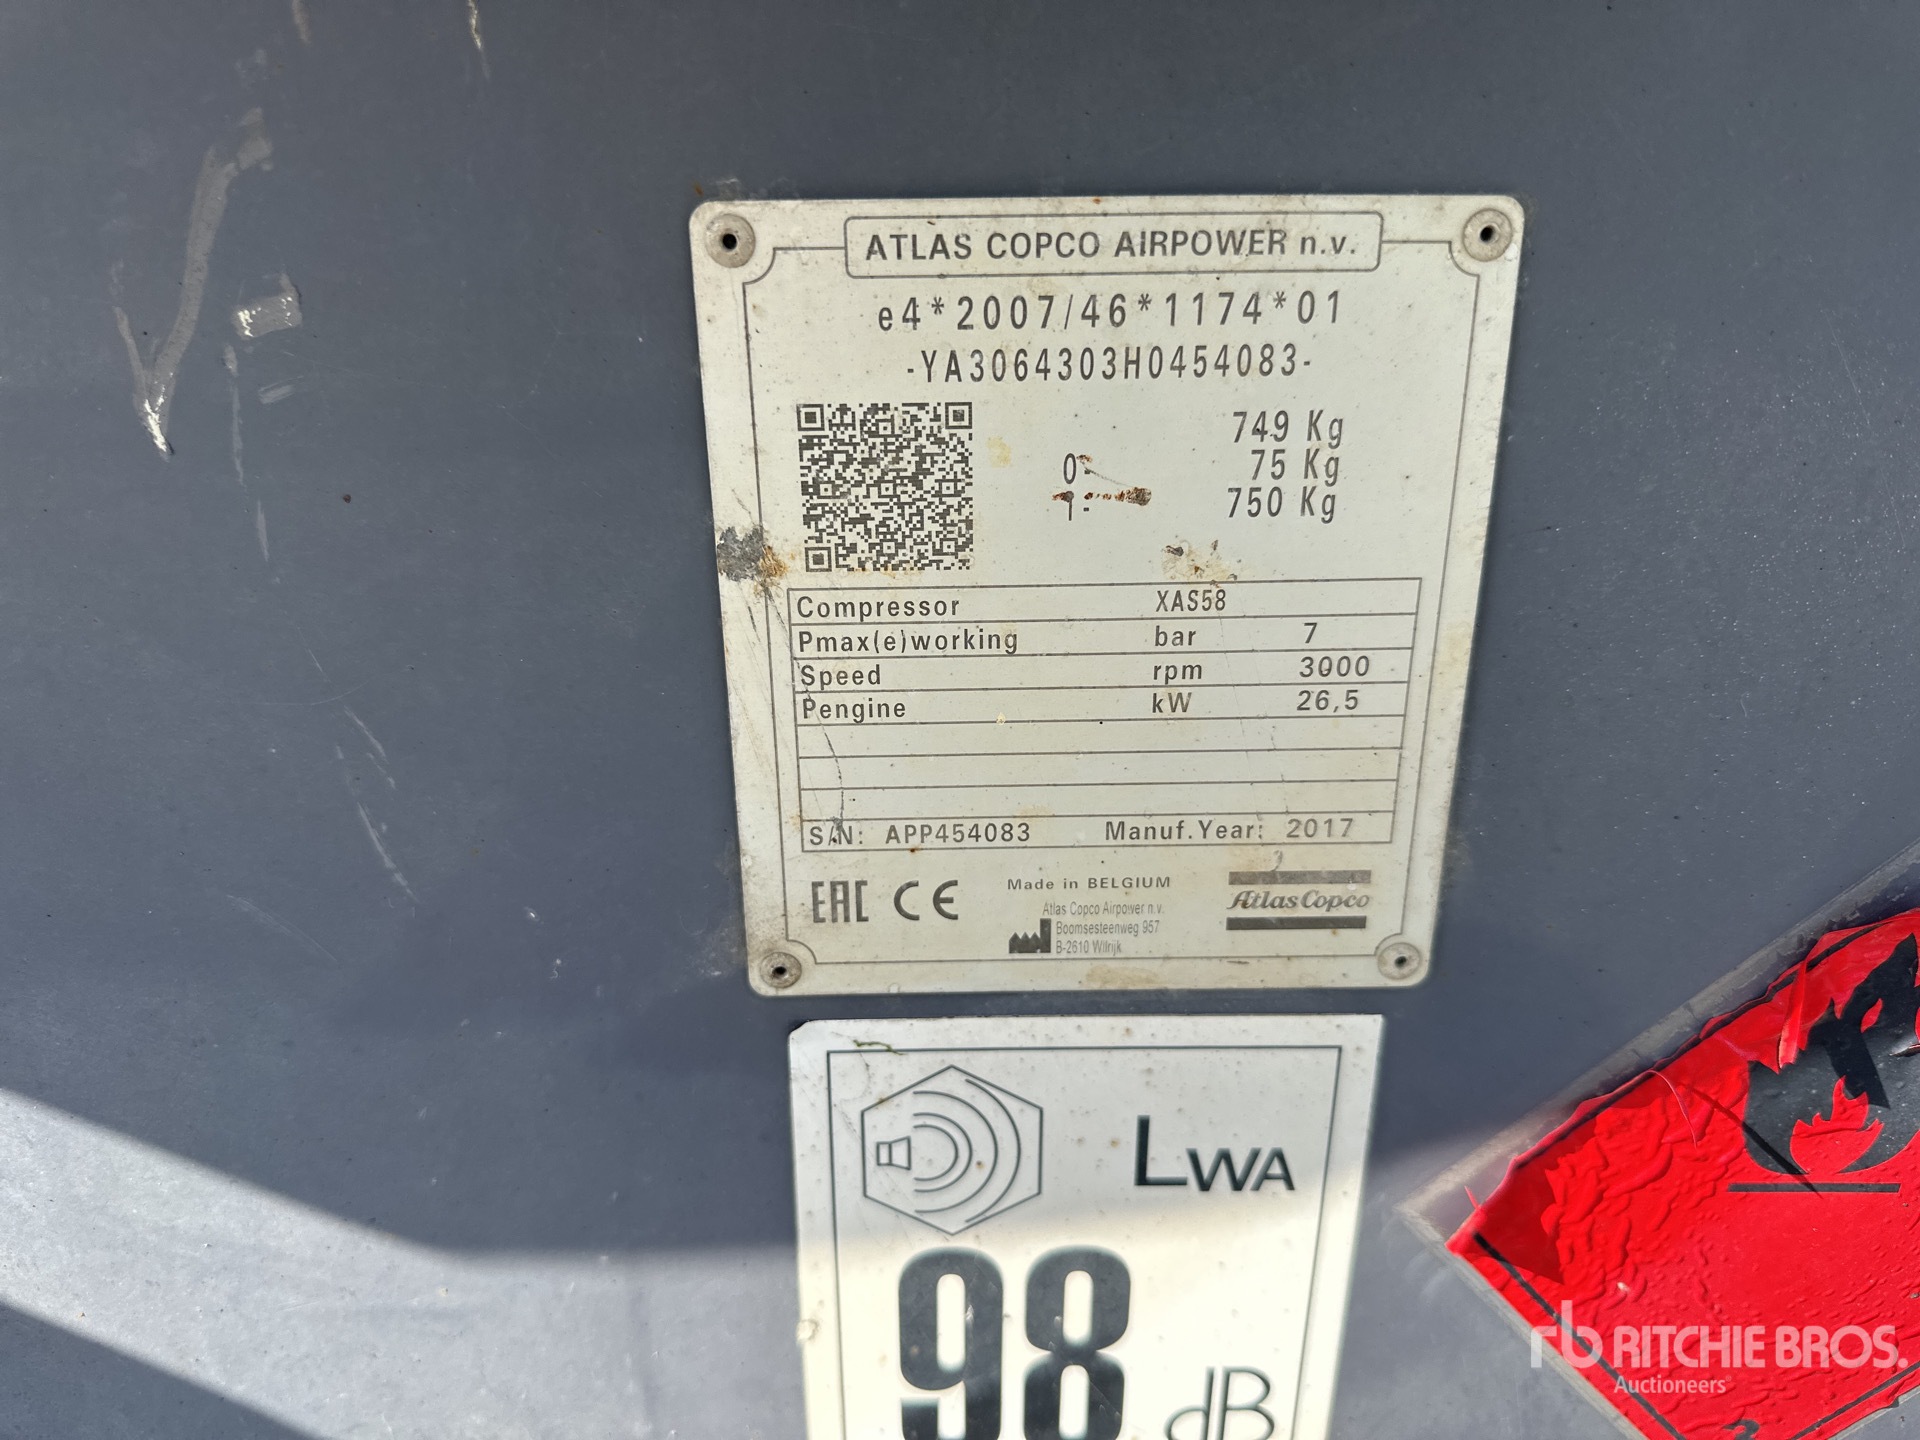 ATLAS COPCO AIRPOWER n.v.
e4*2007/46*1174*01
-YA3064303H0454083-
749 Kg
0- 75 Kg
1- 750 Kg
Compressor XAS58
Pmax(e)working bar 7
Speed rpm 3000
Pengine kW 26,5
S/N: APP454083 Manuf.Year: 2017
EAC CE Made in BELGIUM
Atlas Copco
Atlas Copco Airpower n.v.
Boomsesteenweg 957
B-2610 Wilrijk
LWA
98 dB
rb RITCHIE BROS.
Auctioneers